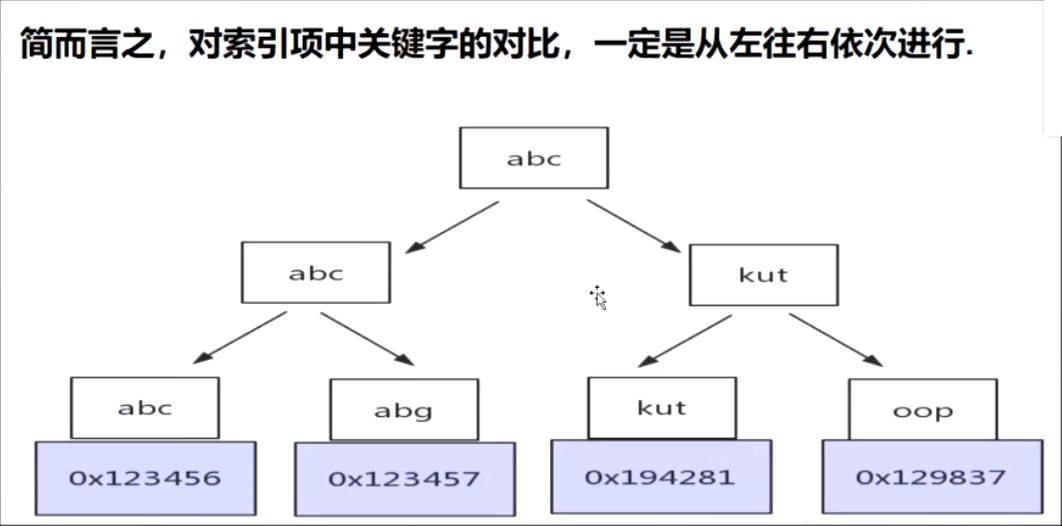 简而言之，对索引项中关键字的对比，一定是从左往右依次进行.
abc
abc
kut
abc
abg
kut
oop
0x123456
0x123457
0x194281
0x129837